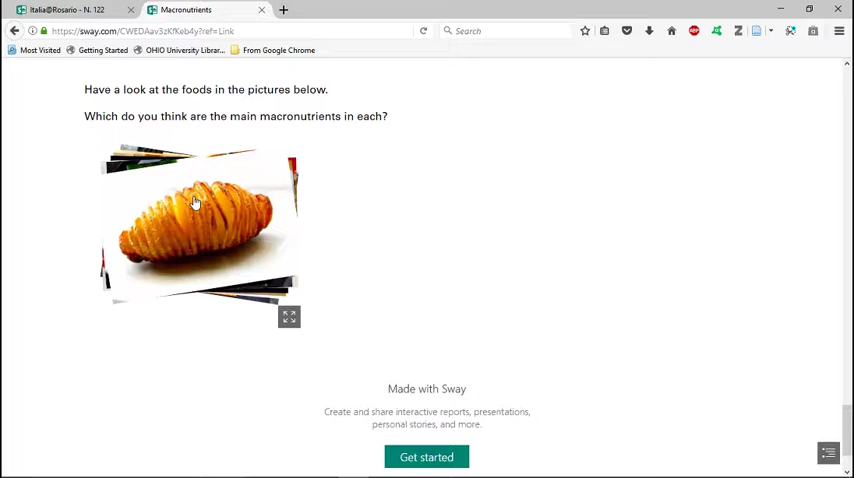 Italia@Rosario - N. 122
Macronutrients
https://sway.com/CWEDAav3zKfKeb4y?ref=Link
Search
Most Visited
Getting Started
OHIO University Librar...
From Google Chrome
Have a look at the foods in the pictures below.
Which do you think are the main macronutrients in each?
Made with Sway
Create and share interactive reports, presentations,
personal stories, and more.
Get started